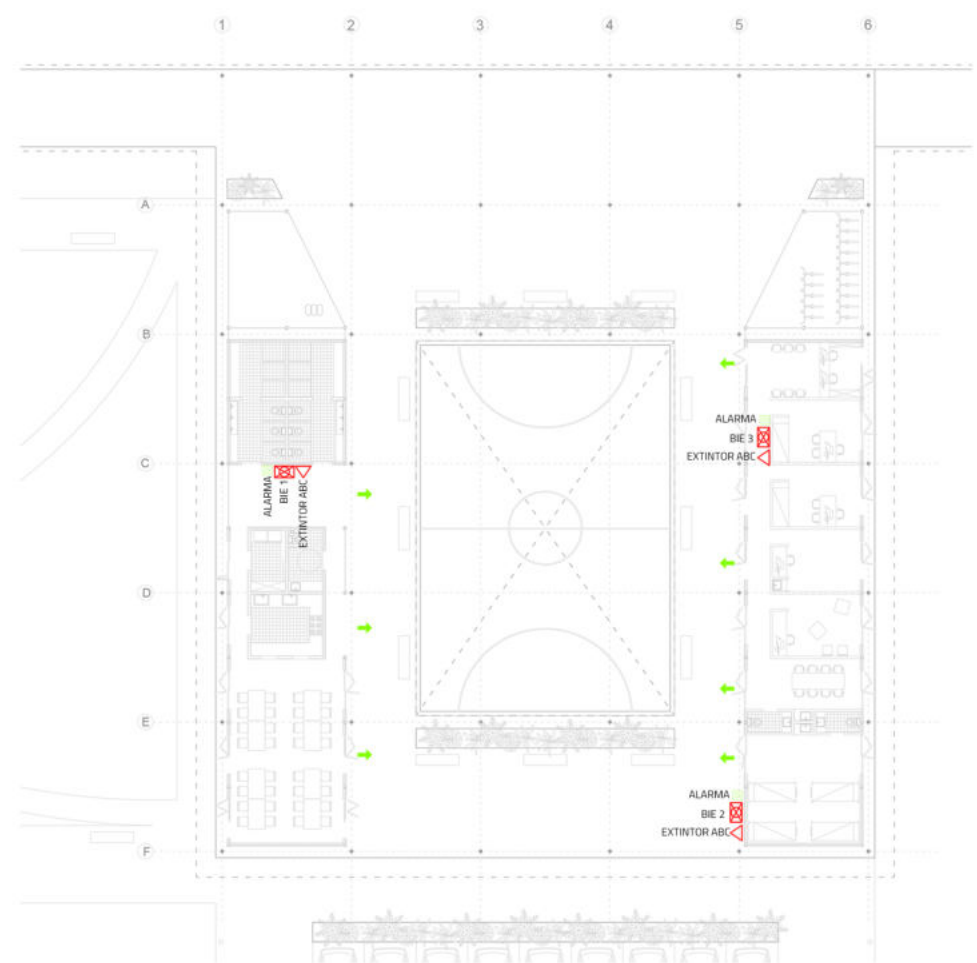 1 2 3 4 5 6
A
B
ALARMA
BIE 3
EXTINTOR ABC
C
ALARMA
BIE 1
EXTINTOR ABC
D
E
ALARMA
BIE 2
EXTINTOR ABC
F